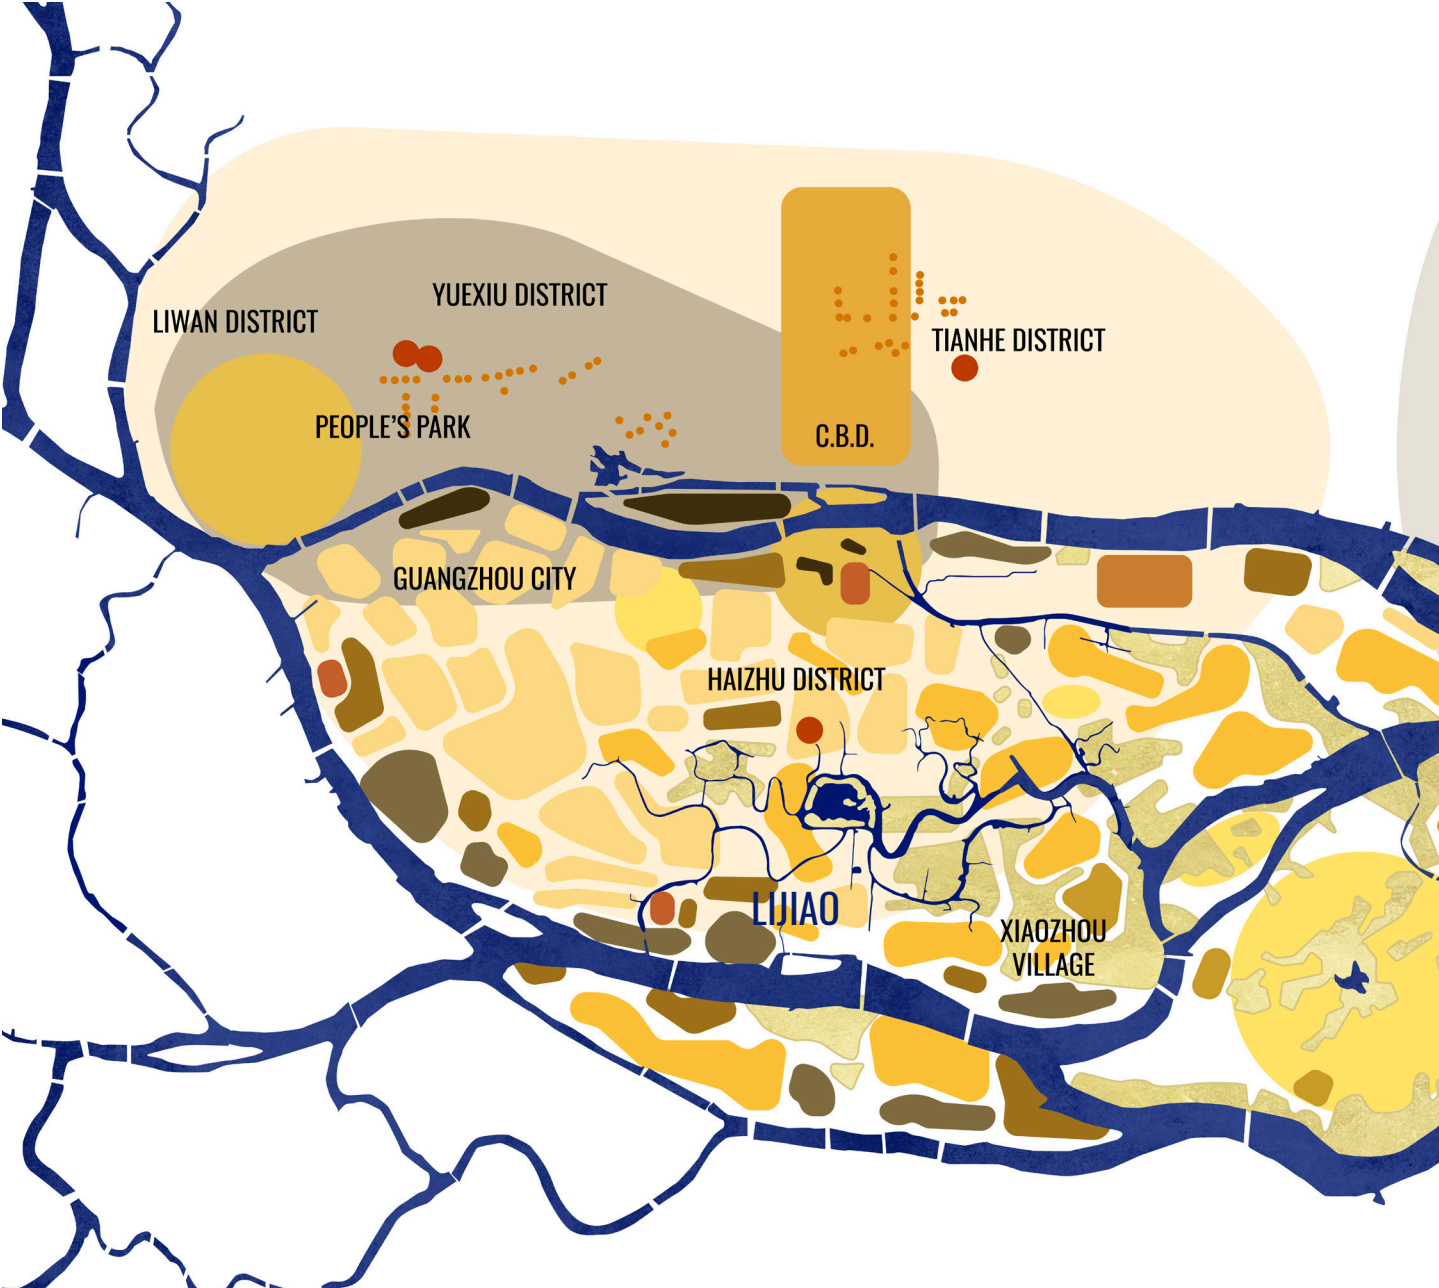 YUEXIU DISTRICT
LIWAN DISTRICT
TIANHE DISTRICT
PEOPLE'S PARK
C.B.D.
GUANGZHOU CITY
HAIZHU DISTRICT
LIJIAO
XIAOZHOU
VILLAGE